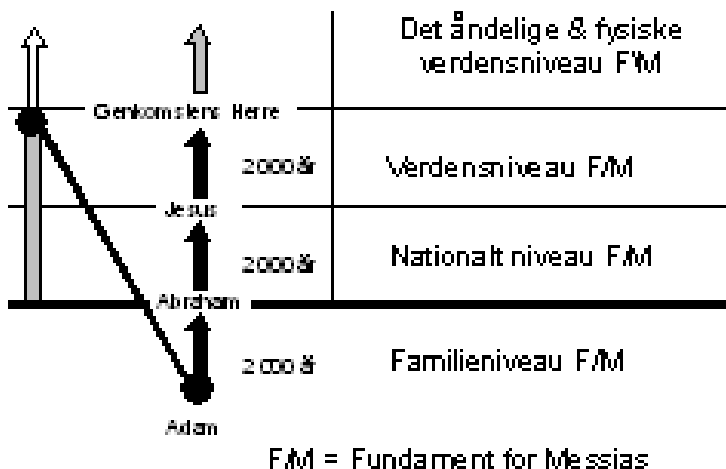 Det åndelige & fysiske
verdensniveau F/M
Genkomstens Herre
2000 år
Verdensniveau F/M
Jesus
2000 år
Nationalt niveau F/M
Abraham
2000 år
Familieniveau F/M
Adam
F/M = Fundament for Messias